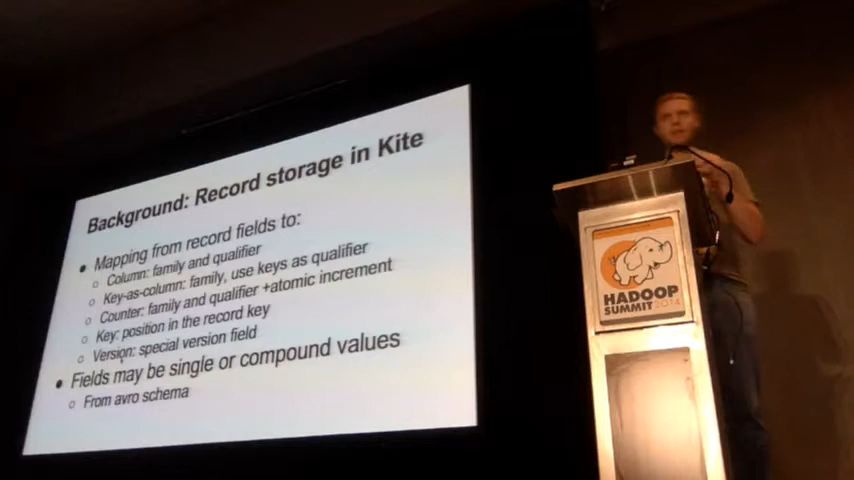 Background: Record storage in Kite
Mapping from record fields to:
Column: family and qualifier
Key-as-column: family, use keys as qualifier
Counter: family and qualifier +atomic increment
Key: position in the record key
Version: special version field
Fields may be single or compound values
From avro schema
HADOOP
SUMMIT 2014